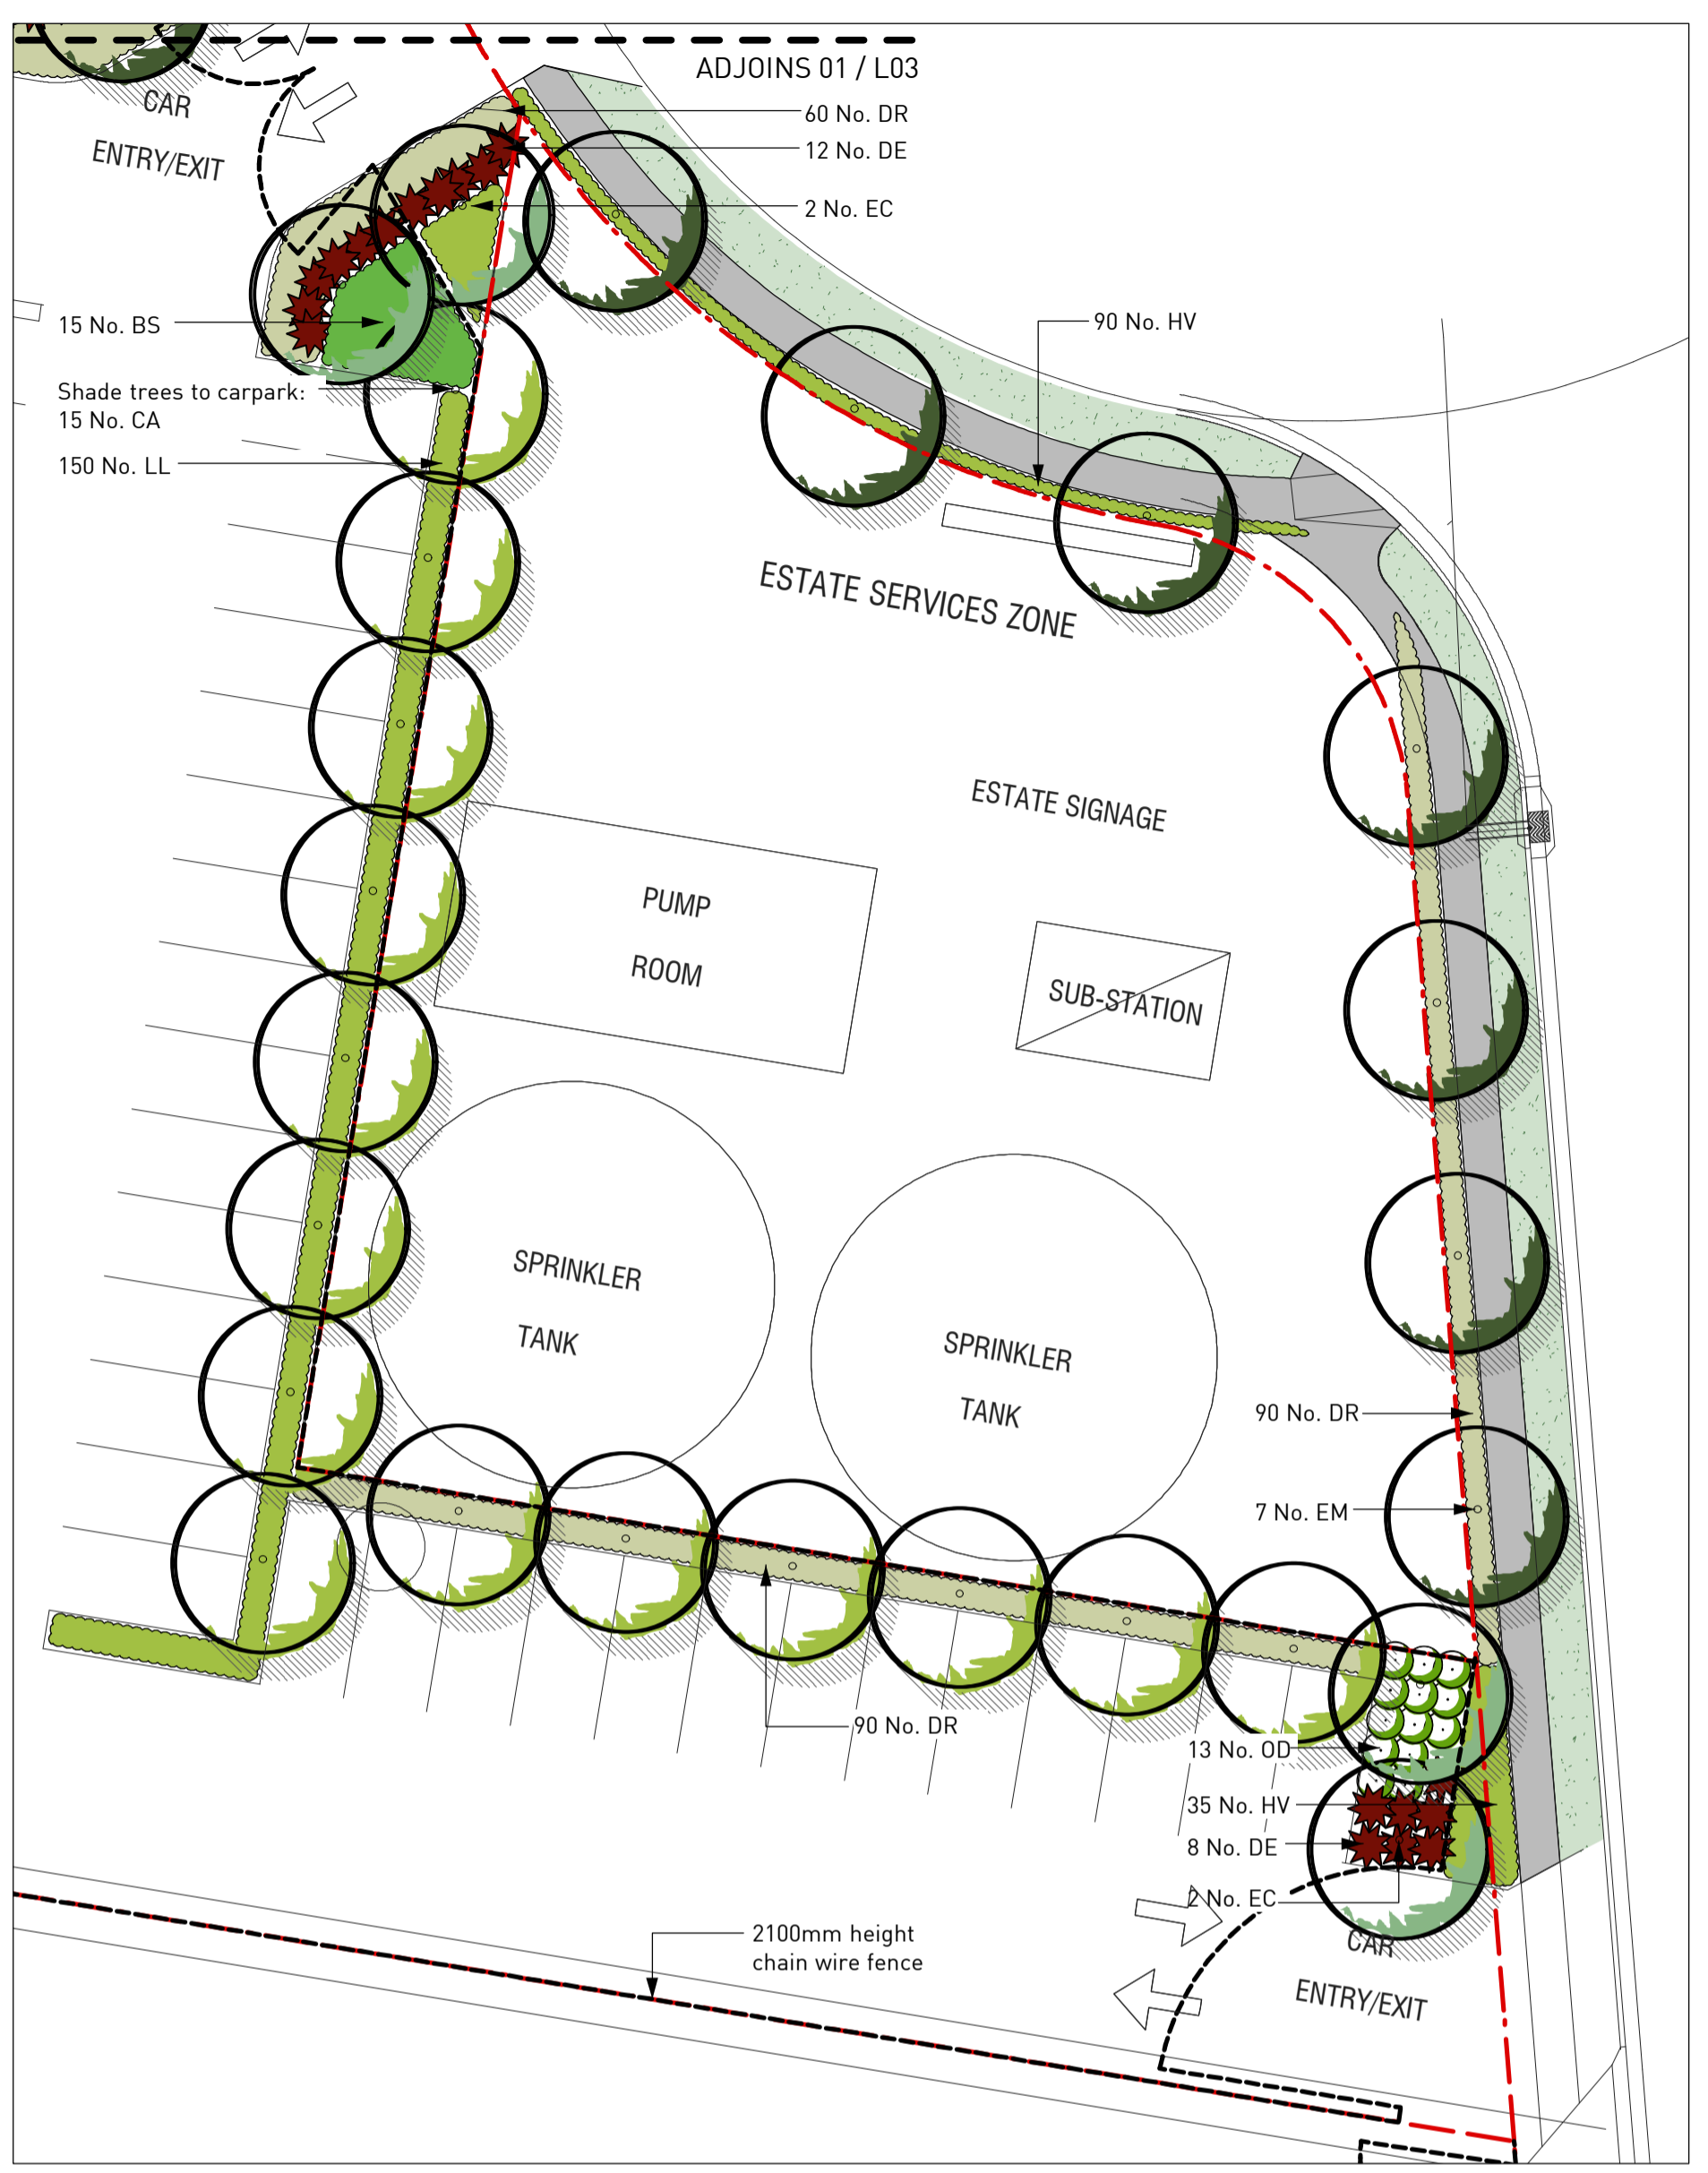 ADJOINS 01 / L03
CAR
ENTRY/EXIT
60 No. DR
12 No. DE
2 No. EC
15 No. BS
90 No. HV
Shade trees to carpark:
15 No. CA
150 No. LL
ESTATE SERVICES ZONE
ESTATE SIGNAGE
PUMP
ROOM
SUB-STATION
SPRINKLER
TANK
SPRINKLER
TANK
90 No. DR
7 No. EM
90 No. DR
13 No. OD
35 No. HV
8 No. DE
2 No. EC
2100mm height
chain wire fence
CAR
ENTRY/EXIT